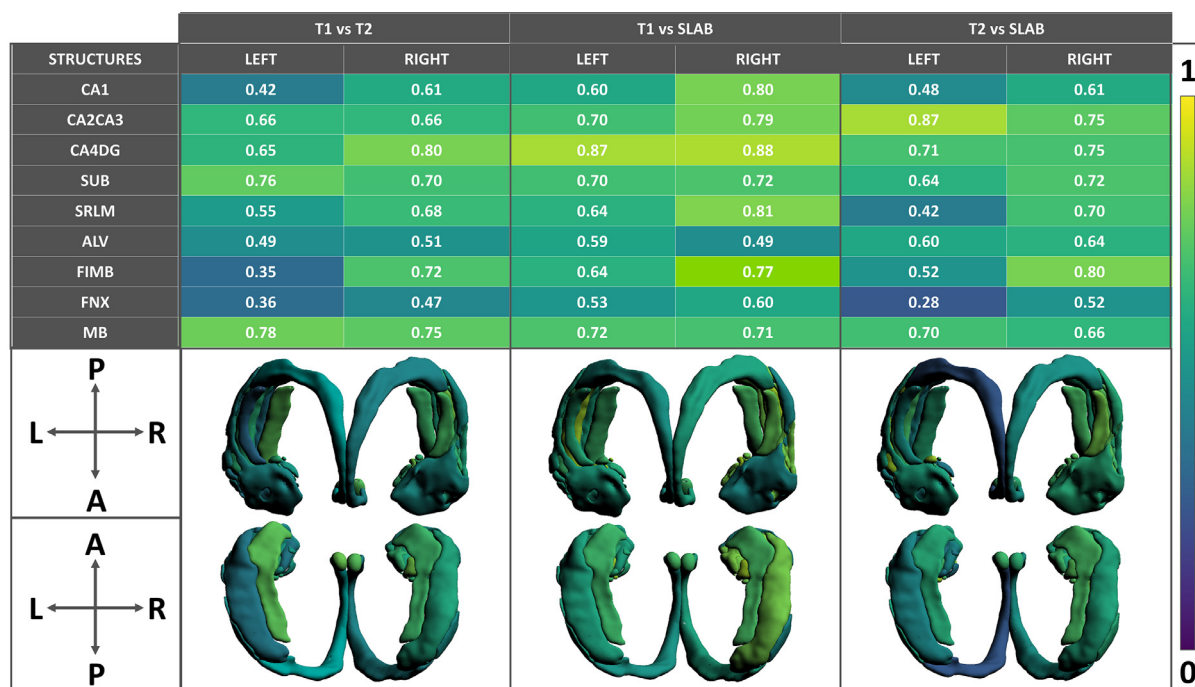 T1 vs T2 T1 vs SLAB T2 vs SLAB
STRUCTURES LEFT RIGHT LEFT RIGHT LEFT RIGHT
CA1 0.42 0.61 0.60 0.80 0.48 0.61
CA2CA3 0.66 0.66 0.70 0.79 0.87 0.75
CA4DG 0.65 0.80 0.87 0.88 0.71 0.75
SUB 0.76 0.70 0.70 0.72 0.64 0.72
SRLM 0.55 0.68 0.64 0.81 0.42 0.70
ALV 0.49 0.51 0.59 0.49 0.60 0.64
FIMB 0.35 0.72 0.64 0.77 0.52 0.80
FNX 0.36 0.47 0.53 0.60 0.28 0.52
MB 0.78 0.75 0.72 0.71 0.70 0.66
1
P
L R
A
A
L R
P
0